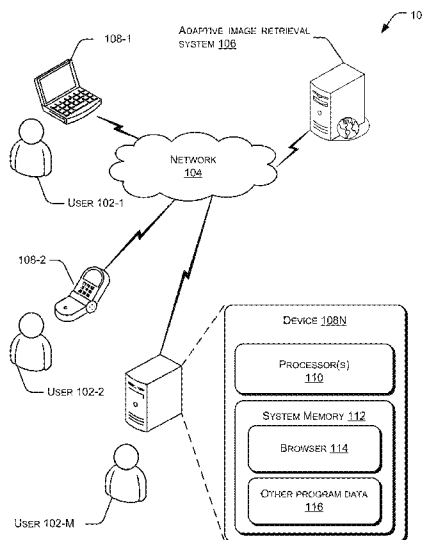 10
ADAPTIVE IMAGE RETRIEVAL
SYSTEM 106
108-1
NETWORK
104
USER 102-1
108-2
USER 102-2
USER 102-M
DEVICE 108N
PROCESSOR(S)
110
SYSTEM MEMORY 112
BROWSER 114
OTHER PROGRAM DATA
116